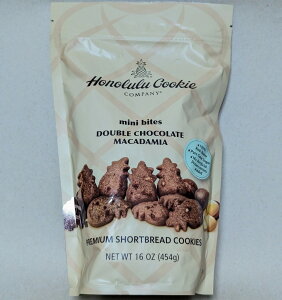 Honolulu Cookie
COMPANY®
mini bites
DOUBLE CHOCOLATE
MACADAMIA
PREMIUM SHORTBREAD COOKIES
NET WT 16 OZ (454g)